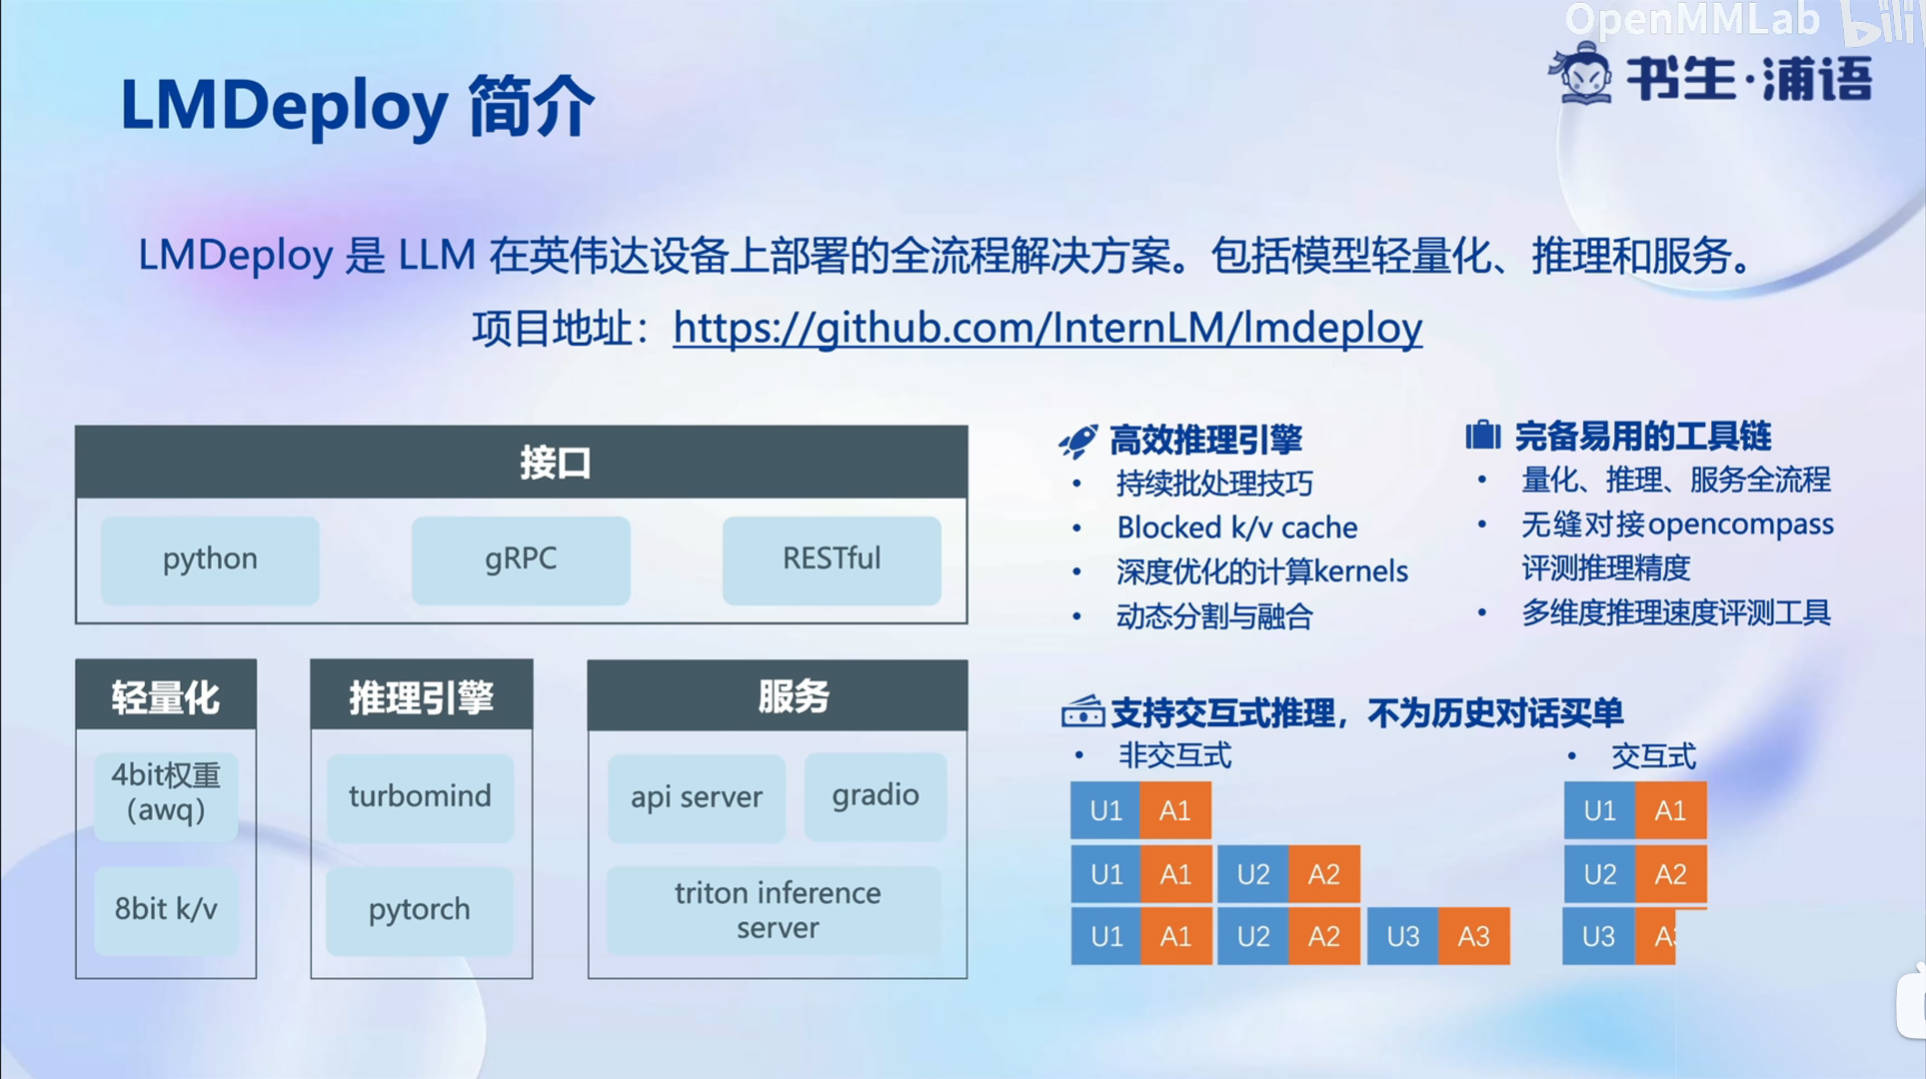 OpenMMLab bili
书生·浦语
LMDeploy 简介
LMDeploy 是 LLM 在英伟达设备上部署的全流程解决方案。包括模型轻量化、推理和服务。
项目地址：https://github.com/InternLM/lmdeploy
接口
python
gRPC
RESTful
轻量化
4bit权重
(awq)
8bit k/v
推理引擎
turbomind
pytorch
服务
api server
gradio
triton inference
server
高效推理引擎
• 持续批处理技巧
• Blocked k/v cache
• 深度优化的计算kernels
• 动态分割与融合
完备易用的工具链
• 量化、推理、服务全流程
• 无缝对接opencompass
评测推理精度
• 多维度推理速度评测工具
支持交互式推理，不为历史对话买单
• 非交互式
U1 A1
U1 A1 U2 A2
U1 A1 U2 A2 U3 A3
• 交互式
U1 A1
U2 A2
U3